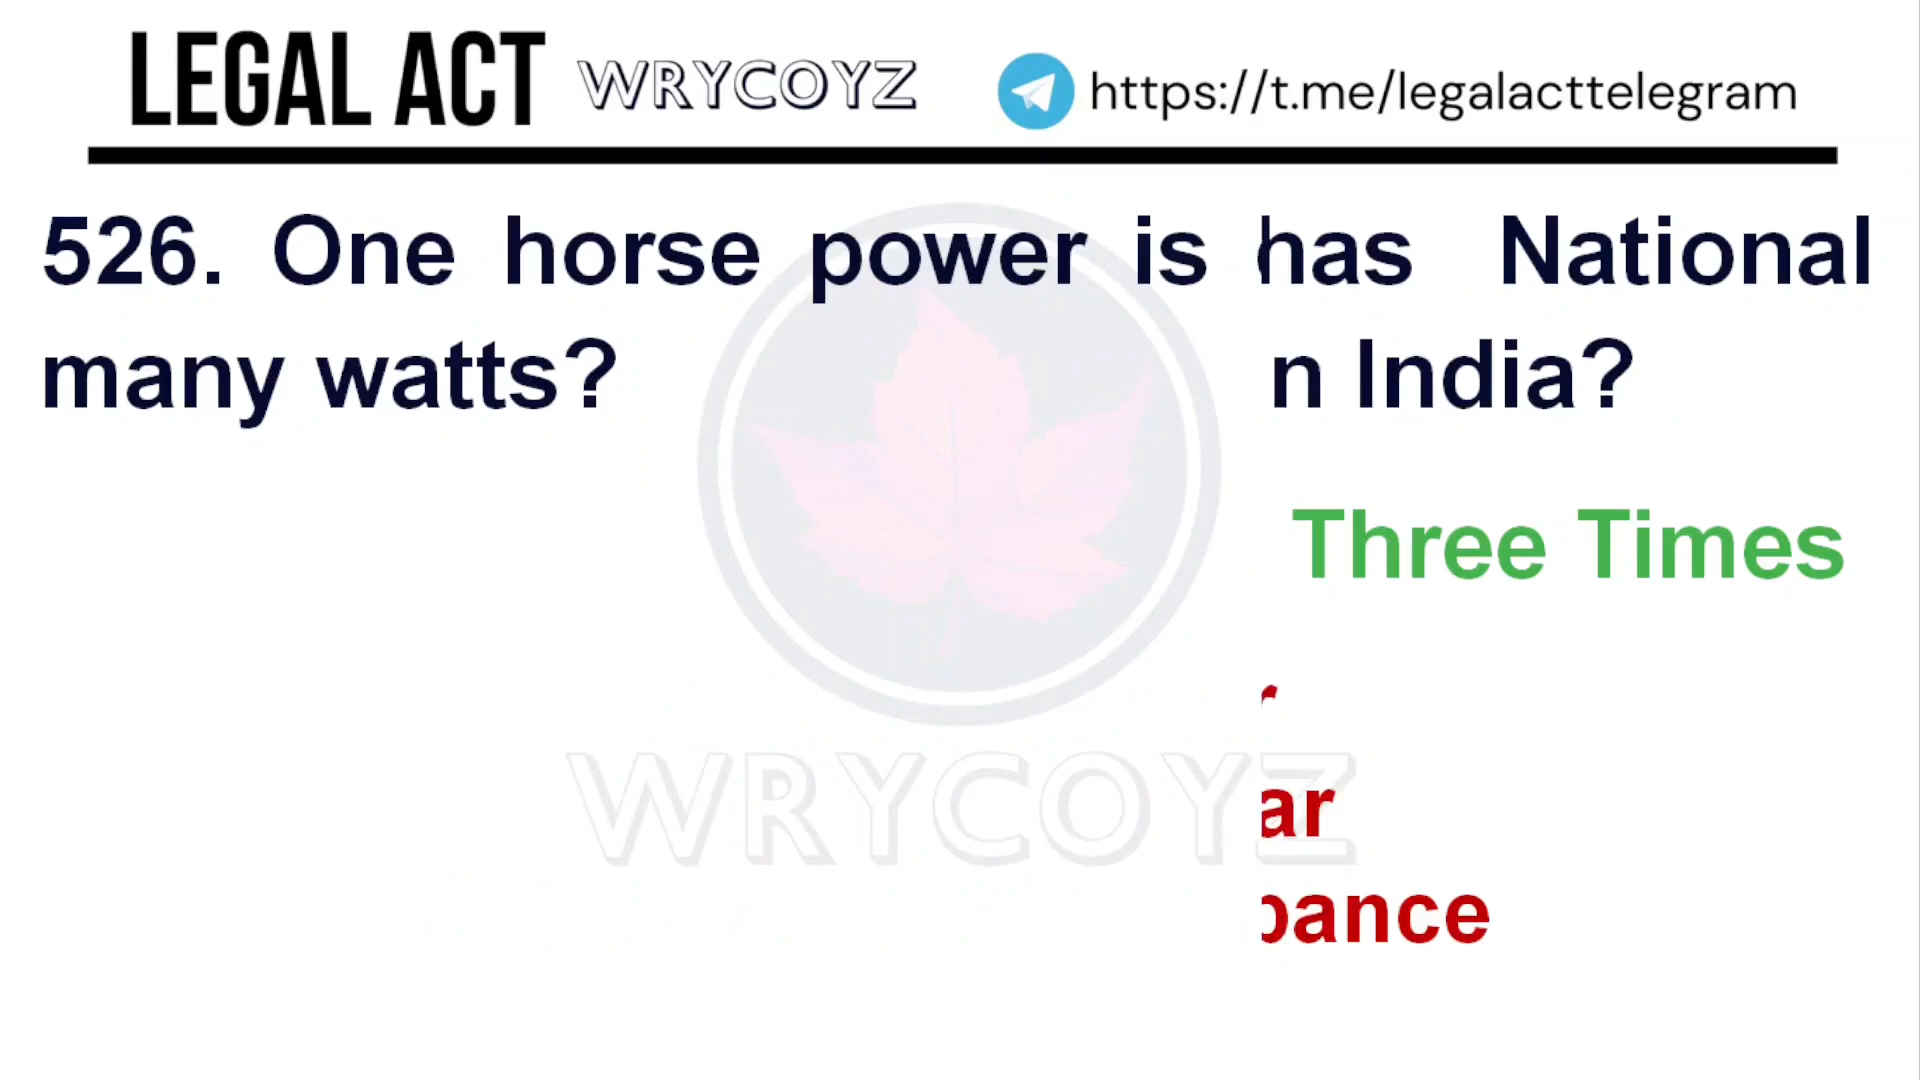 LEGAL ACT WRYCOYZ https://t.me/legalacttelegram
526. One horse power is has National
many watts? n India?
Three Times
r
ar
bance
WRYCOYZ